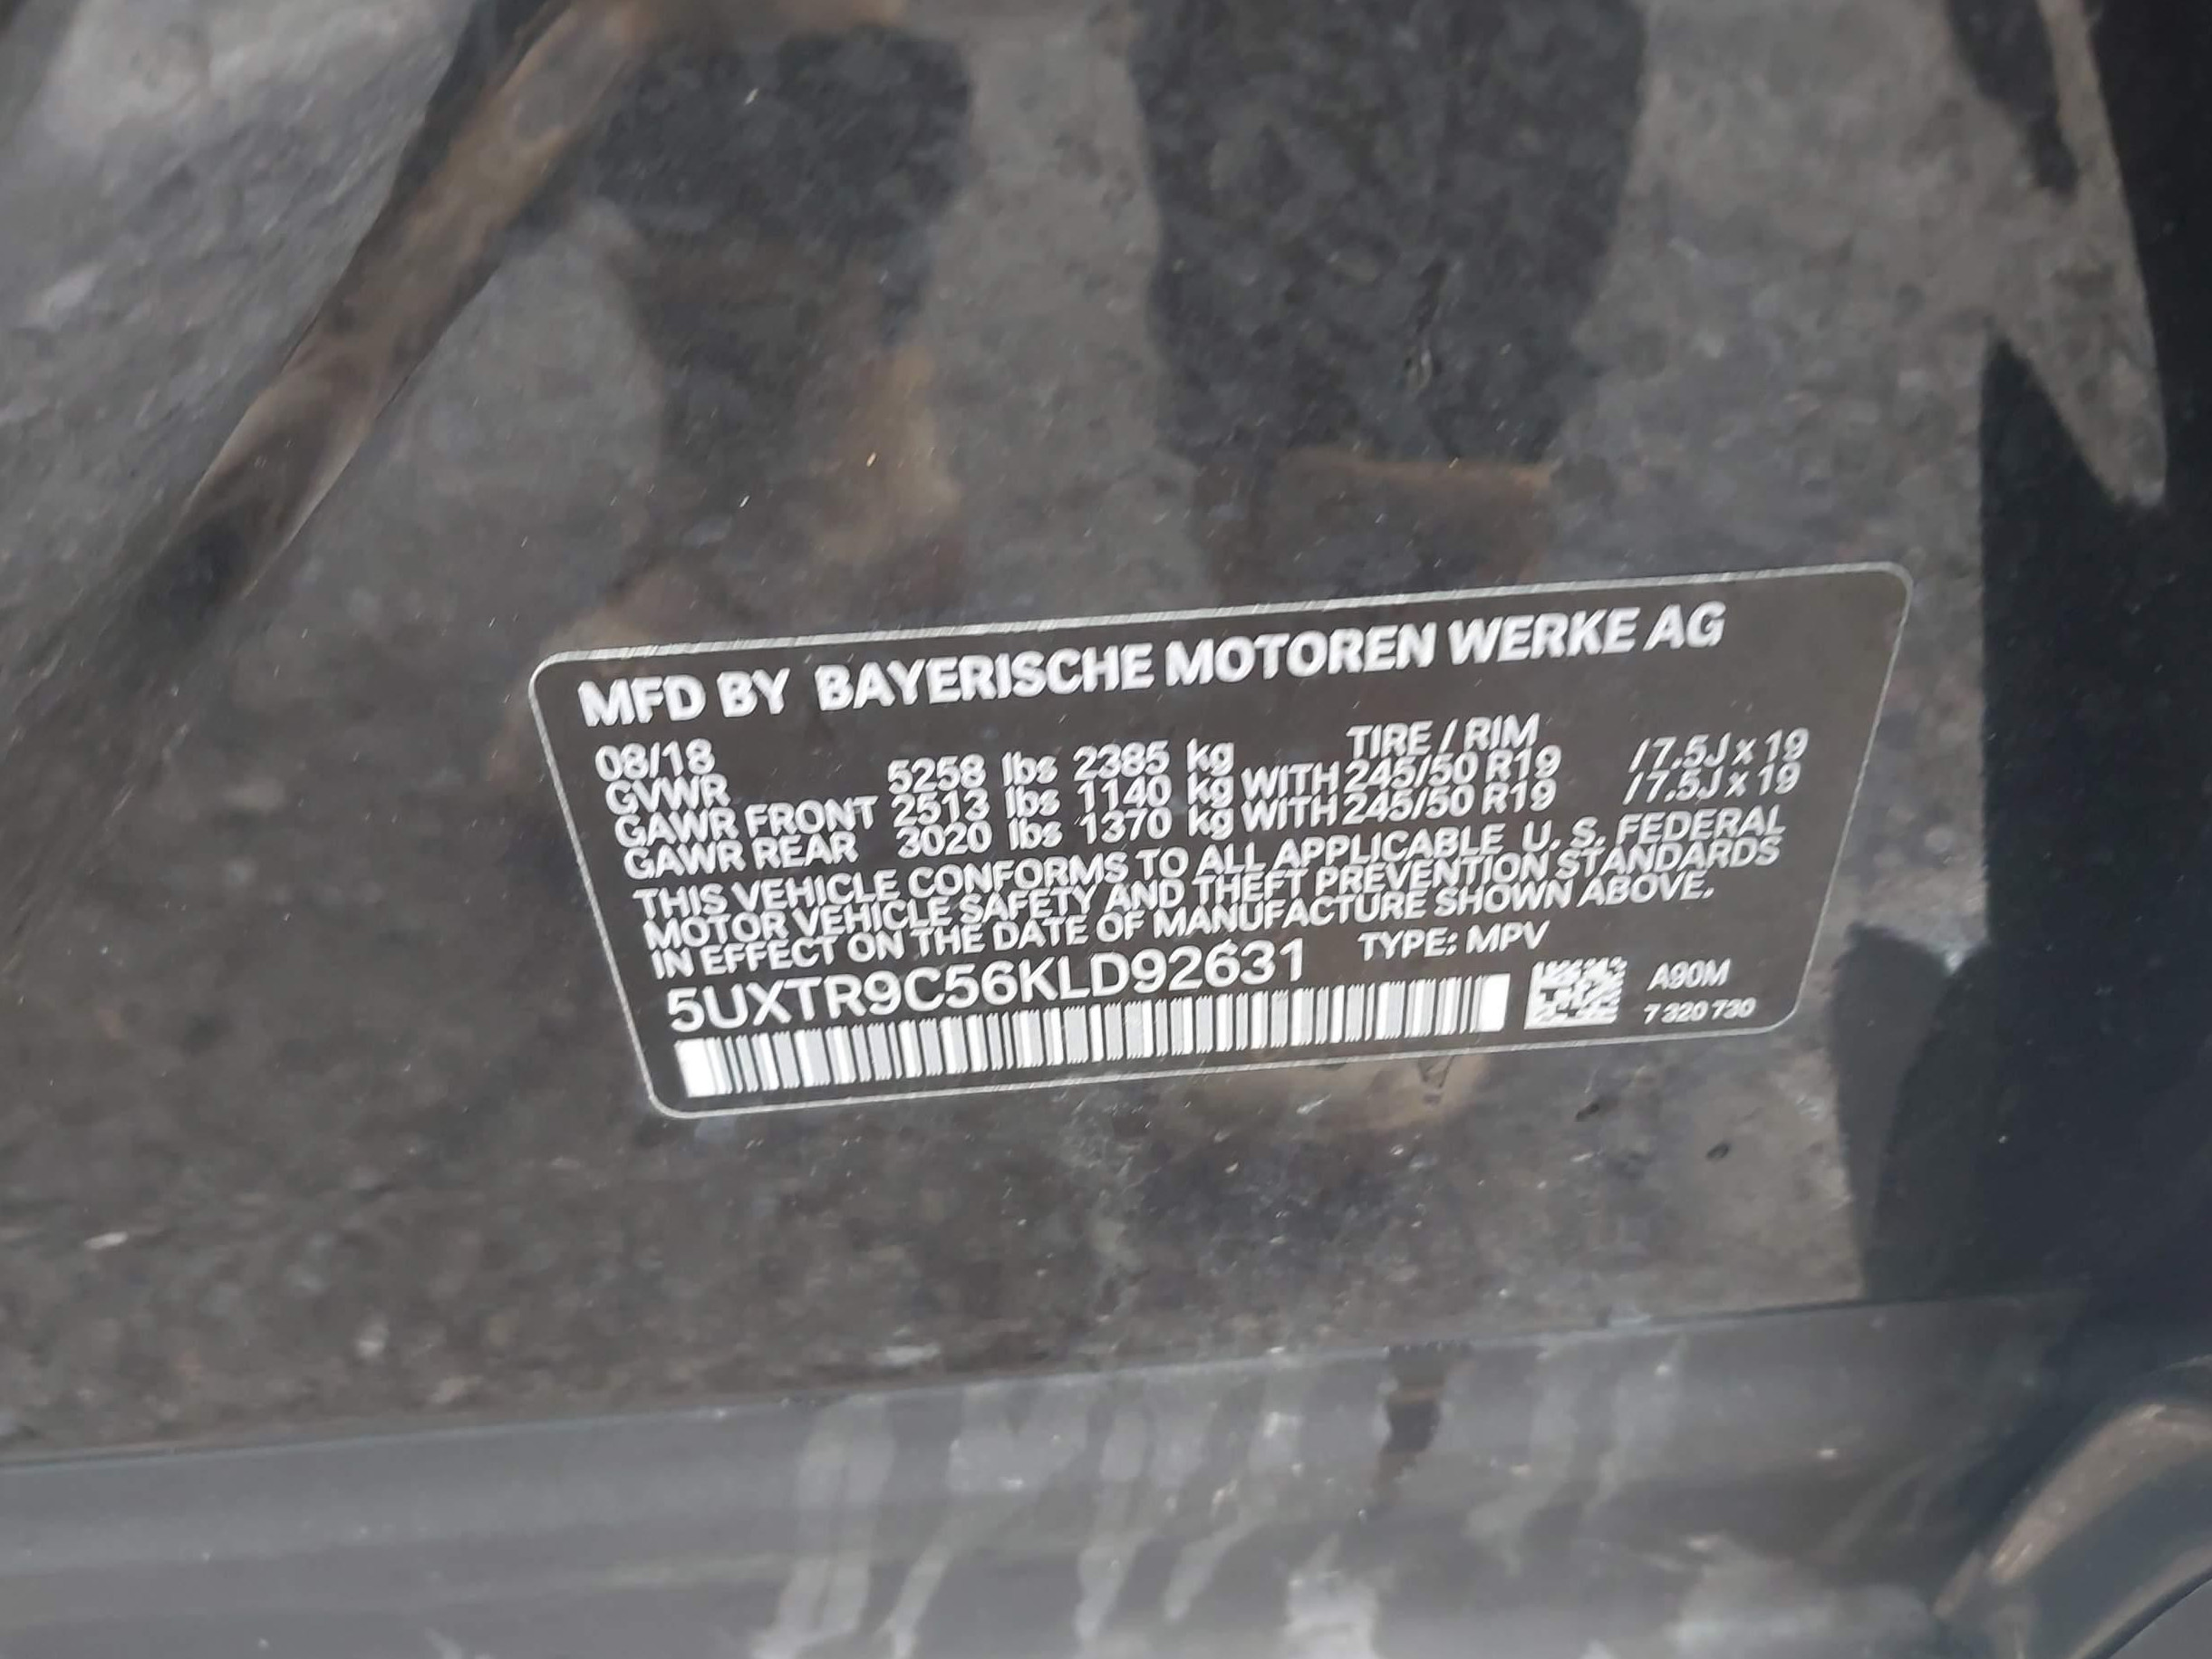 MFD BY BAYERISCHE MOTOREN WERKE AG
08/18 TIRE / RIM
GVWR 5258 lbs 2385 kg
GAWR FRONT 2513 lbs 1140 kg WITH 245/50 R19 /7.5J x 19
GAWR REAR 3020 lbs 1370 kg WITH 245/50 R19 /7.5J x 19
THIS VEHICLE CONFORMS TO ALL APPLICABLE U. S. FEDERAL
MOTOR VEHICLE SAFETY AND THEFT PREVENTION STANDARDS
IN EFFECT ON THE DATE OF MANUFACTURE SHOWN ABOVE.
5UXTR9C56KLD92631 TYPE: MPV
A90M
7 320 730